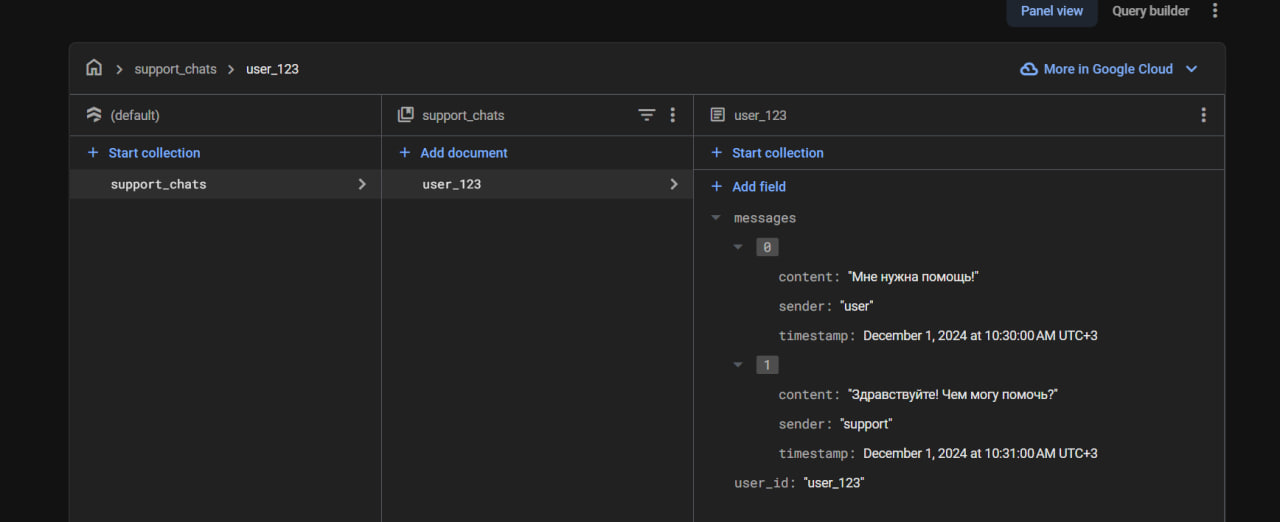 Panel view Query builder
support_chats user_123 More in Google Cloud
(default) support_chats user_123
+ Start collection + Add document + Start collection
support_chats user_123 + Add field
messages
0
content: "Мне нужна помощь!"
sender: "user"
timestamp: December 1, 2024 at 10:30:00 AM UTC+3
1
content: "Здравствуйте! Чем могу помочь?"
sender: "support"
timestamp: December 1, 2024 at 10:31:00 AM UTC+3
user_id: "user_123"